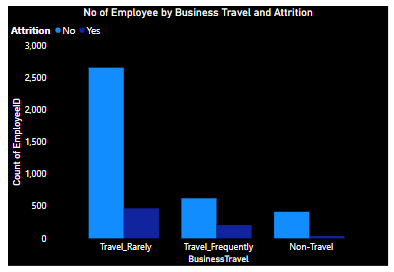 No of Employee by Business Travel and Attrition
Attrition No Yes
3,000
2,500
2,000
1,500
1,000
500
0
Count of EmployeeID
Travel_Rarely Travel_Frequently Non-Travel
BusinessTravel